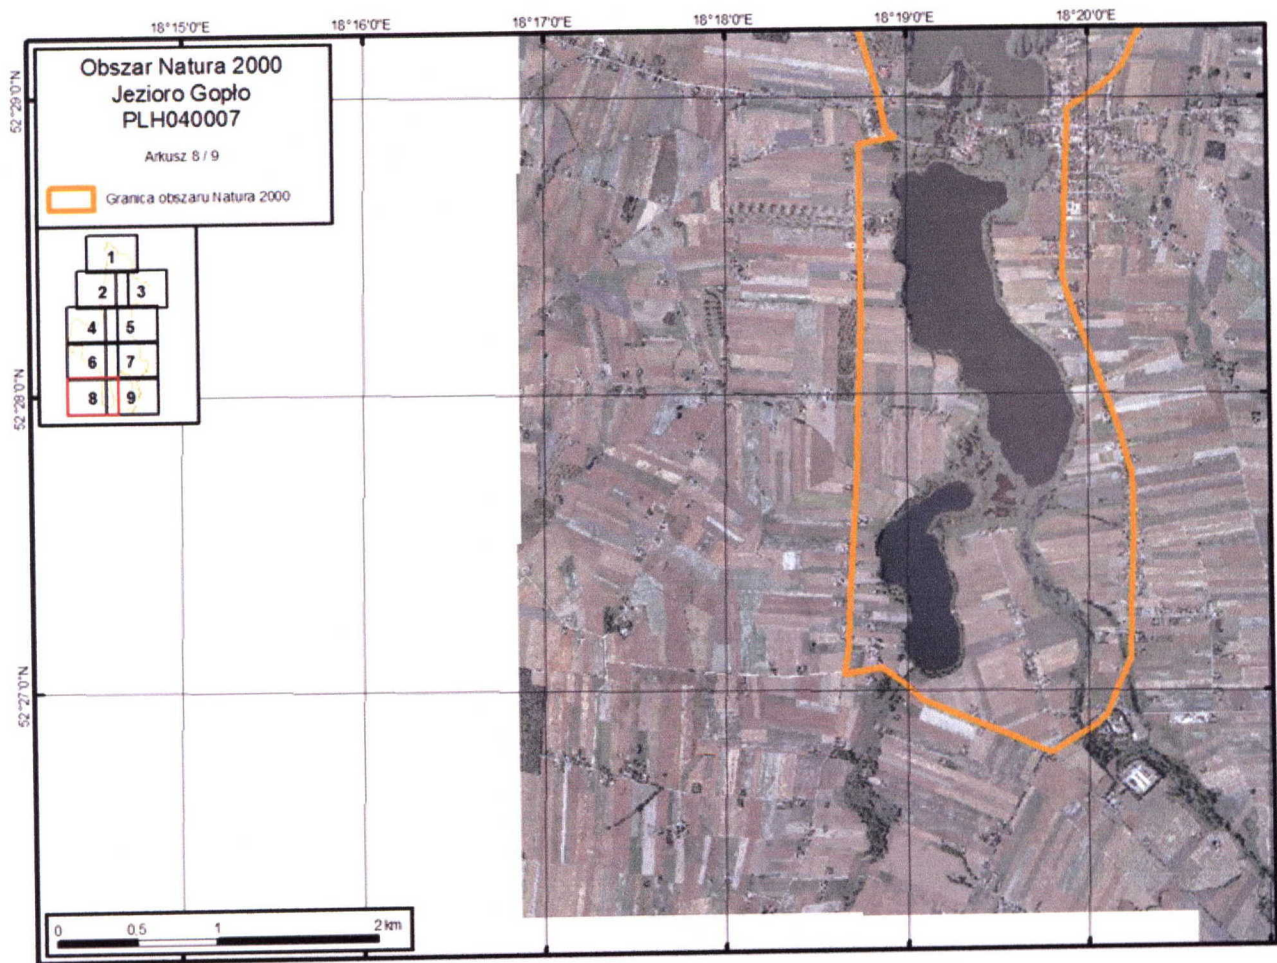 18°15'0"E 18°16'0"E 18°17'0"E 18°18'0"E 18°19'0"E 18°20'0"E
Obszar Natura 2000
Jezioro Gopło
PLH040007
Arkusz 8 / 9
Granica obszaru Natura 2000
1
2 3
4 5
6 7
8 9
52°29'0"N
52°28'0"N
52°27'0"N
0 0,5 1 2 km